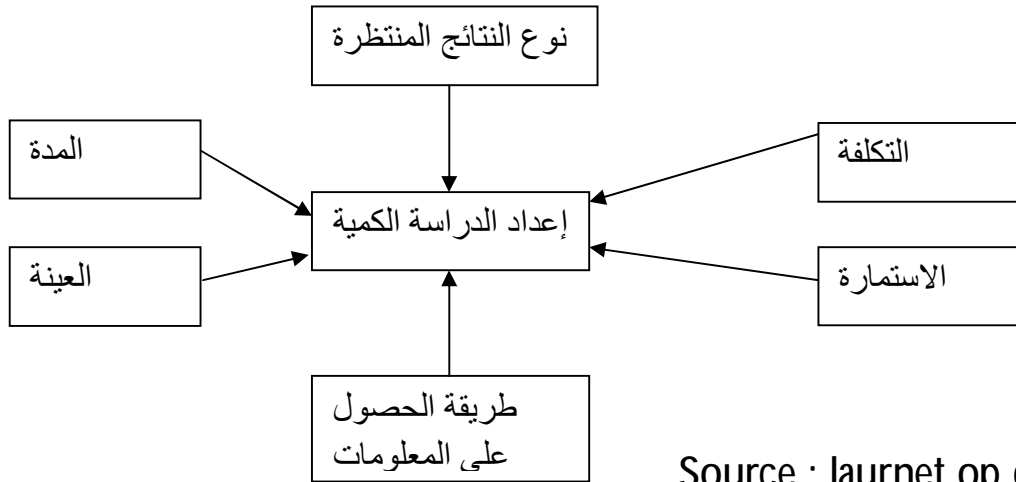 نوع النتائج المنتظرة
المدة
التكلفة
إعداد الدراسة الكمية
العينة
الاستمارة
طريقة الحصول
على المعلومات
Source : laurnet op